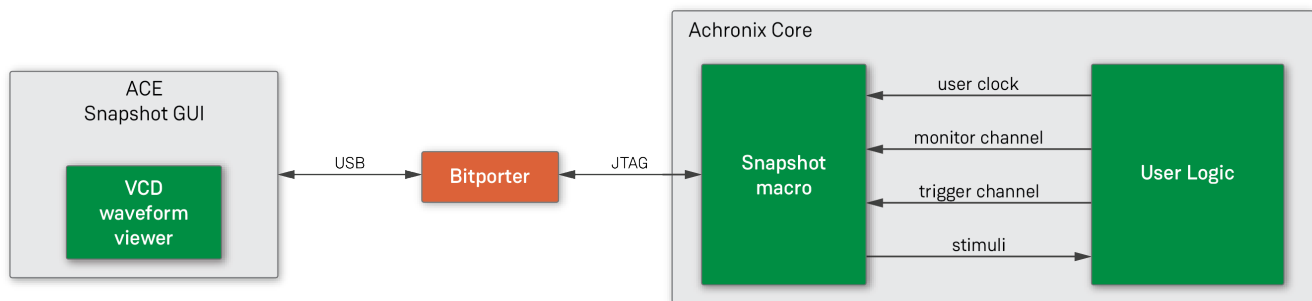 Achronix Core
ACE
Snapshot GUI
VCD
waveform
viewer
USB
Bitporter
JTAG
Snapshot
macro
user clock
monitor channel
trigger channel
stimuli
User Logic